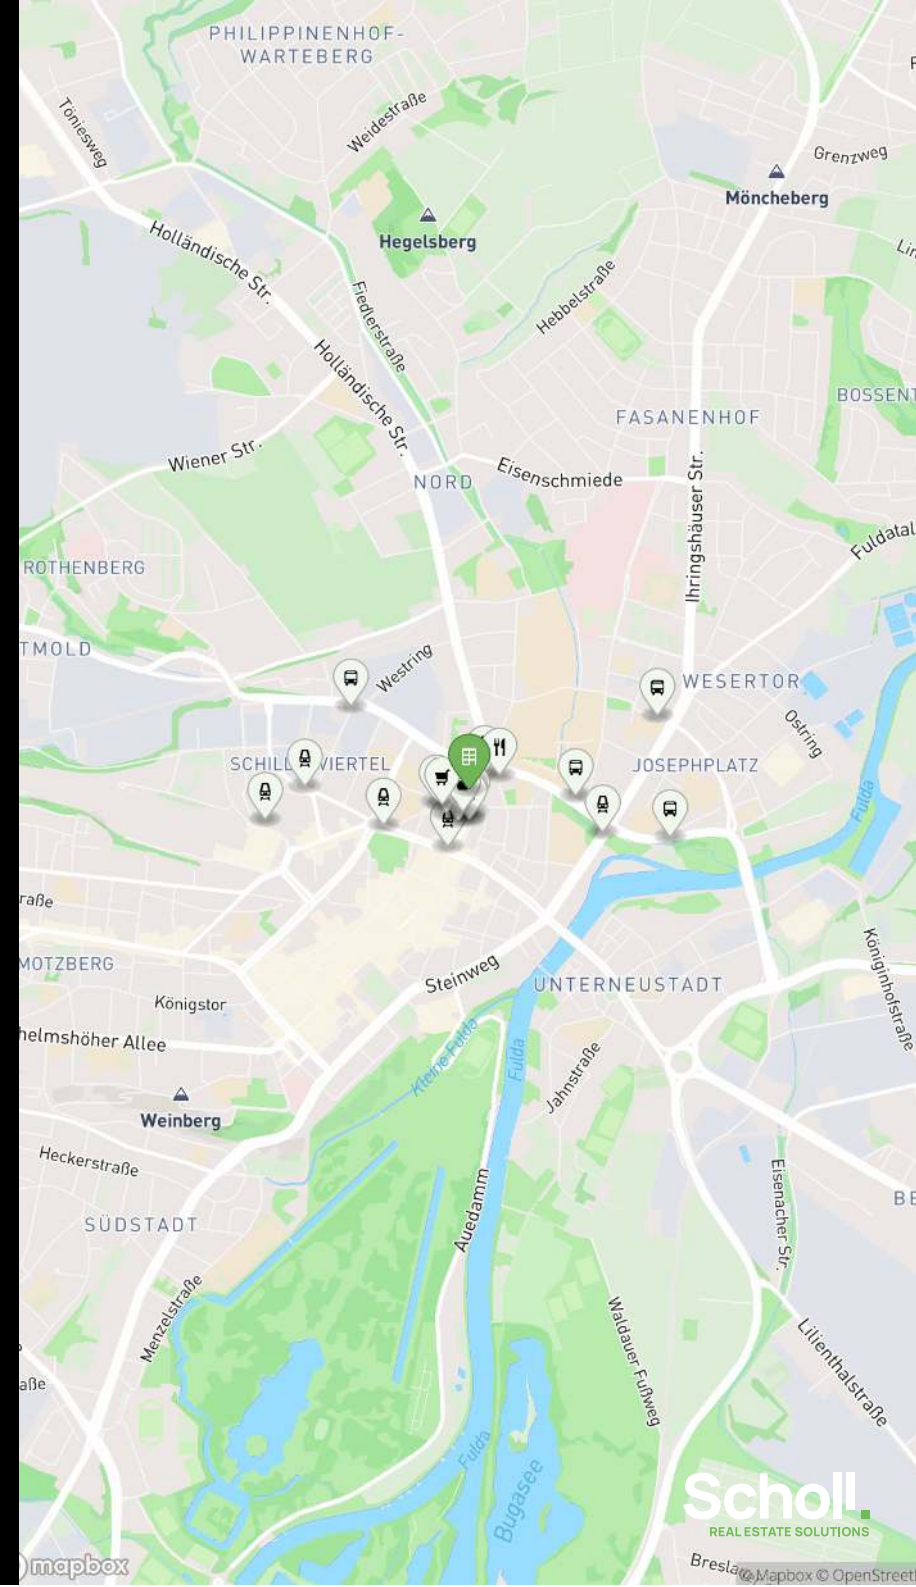 PHILIPPINENHOF-
WARTEBERG
Töniesweg
Weidestraße
Grenzweg
Möncheberg
Hegelsberg
Holländische Str.
Fiedlerstraße
Hebbelstraße
Holländische Str.
BOSSENT
FASANENHOF
Wiener Str.
Eisenschmiede
NORD
Ihringshäuser Str.
Fuldatal
ROTHENBERG
TMOLD
Westring
WESERTOR
Ostring
SCHILL VIERTEL
JOSEPHPLATZ
Fulda
raße
MOTZBERG
Steinweg
UNTERNEUSTADT
Königinhofstraße
Königstor
helmshöher Allee
Kleine Fulda
Fulda
Jahnstraße
Weinberg
Heckerstraße
Eisenacher Str.
BE
SÜDSTADT
Auedamm
Menzelstraße
Waldauer Fußweg
Lilienthalstraße
aße
Fulda
Bugasee
Scholl.
REAL ESTATE SOLUTIONS
Bresla
mapbox
© Mapbox © OpenStreet